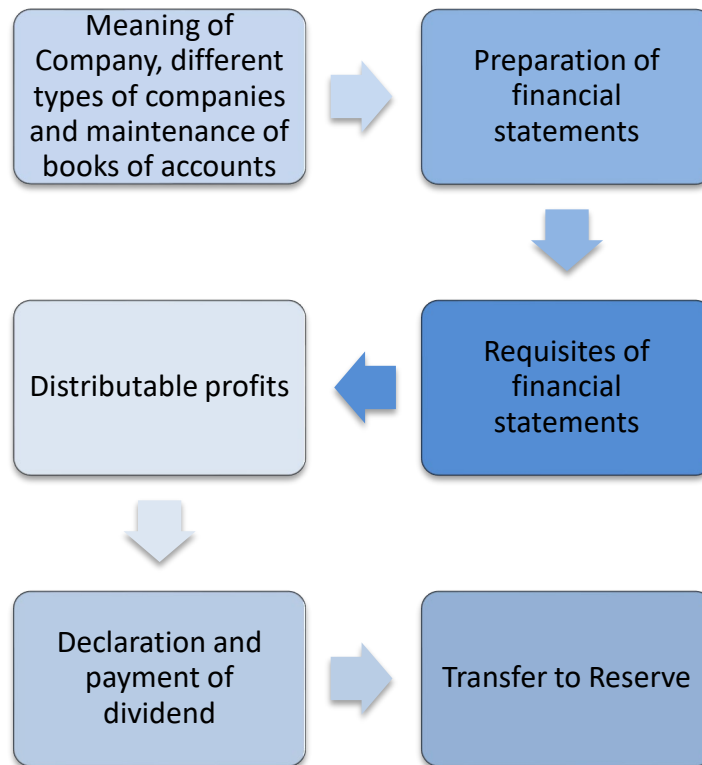 Meaning of
Company, different
types of companies
and maintenance of
books of accounts
Preparation of
financial
statements
Requisites of
financial
statements
Distributable profits
Declaration and
payment of
dividend
Transfer to Reserve